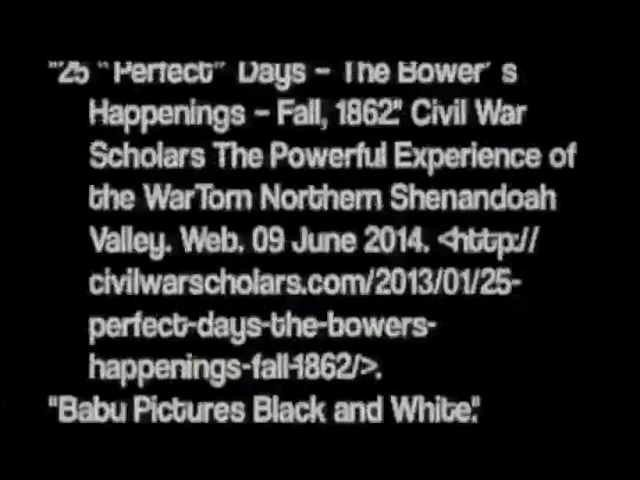 "25 "Perfect" Days – The Bower's
Happenings – Fall, 1862" Civil War
Scholars The Powerful Experience of
the WarTorn Northern Shenandoah
Valley. Web. 09 June 2014. <http://
civilwarscholars.com/2013/01/25-
perfect-days-the-bowers-
happenings-fall-1862/>.
"Babu Pictures Black and White."